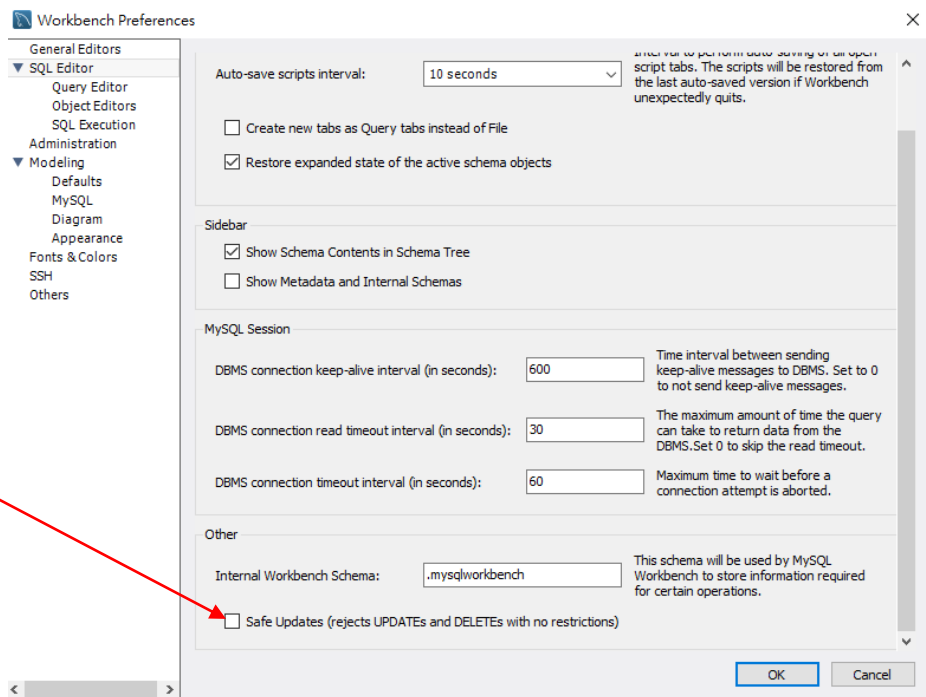 Workbench Preferences
General Editors
SQL Editor
Query Editor
Object Editors
SQL Execution
Administration
Modeling
Defaults
MySQL
Diagram
Appearance
Fonts & Colors
SSH
Others
Auto-save scripts interval:
10 seconds
Interval to perform auto-saving of all open
script tabs. The scripts will be restored from
the last auto-saved version if Workbench
unexpectedly quits.
Create new tabs as Query tabs instead of File
Restore expanded state of the active schema objects
Sidebar
Show Schema Contents in Schema Tree
Show Metadata and Internal Schemas
MySQL Session
DBMS connection keep-alive interval (in seconds):
600
Time interval between sending
keep-alive messages to DBMS. Set to 0
to not send keep-alive messages.
DBMS connection read timeout interval (in seconds):
30
The maximum amount of time the query
can take to return data from the
DBMS.Set 0 to skip the read timeout.
DBMS connection timeout interval (in seconds):
60
Maximum time to wait before a
connection attempt is aborted.
Other
Internal Workbench Schema:
.mysqlworkbench
This schema will be used by MySQL
Workbench to store information required
for certain operations.
Safe Updates (rejects UPDATEs and DELETEs with no restrictions)
OK
Cancel